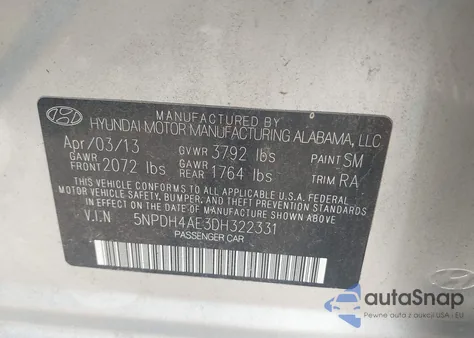 MANUFACTURED BY
HYUNDAI MOTOR MANUFACTURING ALABAMA, LLC
Apr/03/13 GVWR 3792 lbs PAINT SM
GAWR FRONT 2072 lbs GAWR REAR 1764 lbs TRIM RA
THIS VEHICLE CONFORMS TO ALL APPLICABLE U.S.A FEDERAL
MOTOR VEHICLE SAFETY, BUMPER, AND THEFT PREVENTION STANDARDS
IN EFFECT ON THE DATE OF MANUFACTURE SHOWN ABOVE.
V.I.N 5NPDH4AE3DH322331
PASSENGER CAR
autoSnap
Pewne auta z aukcji USA i EU